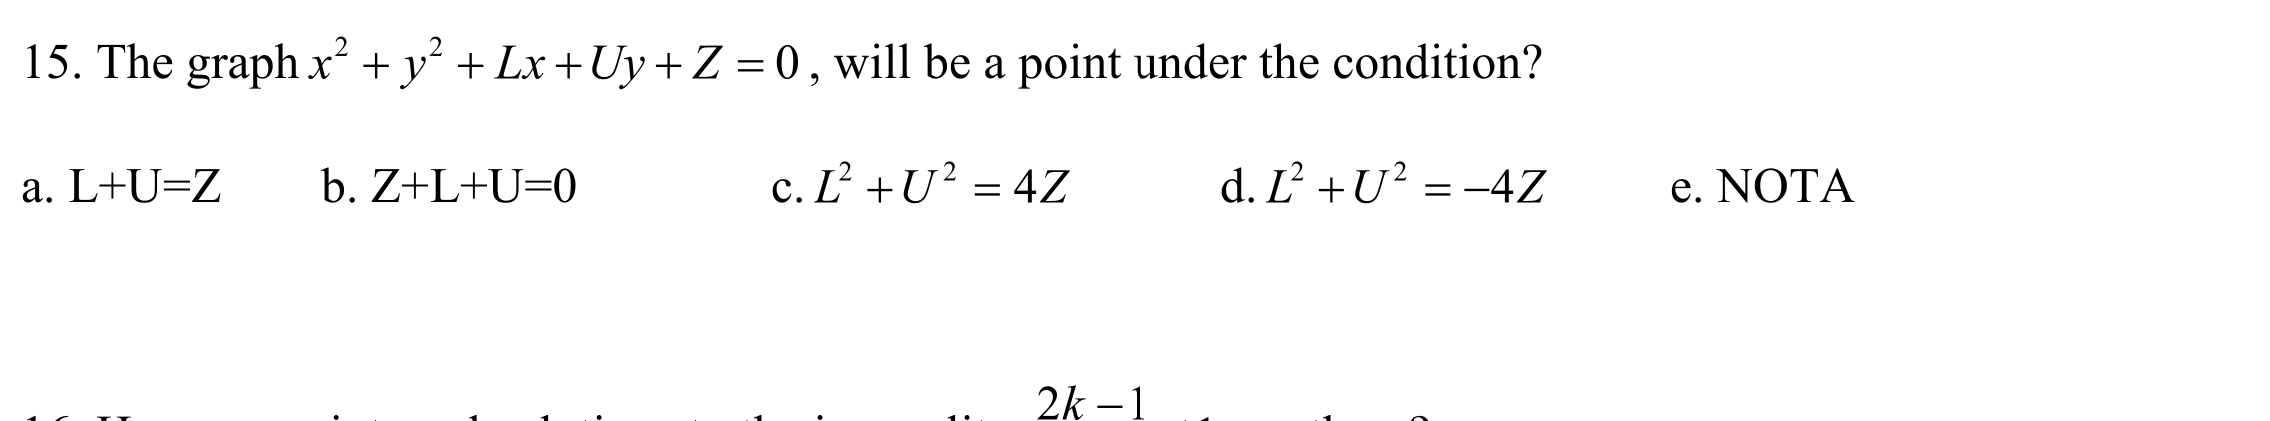 15. The graph x² + y² + Lx + Uy + Z = 0, will be a point under the condition?
a. L+U=Z b. Z+L+U=0 c. L² + U² = 4Z d. L² + U² = −4Z e. NOTA
2k − 1